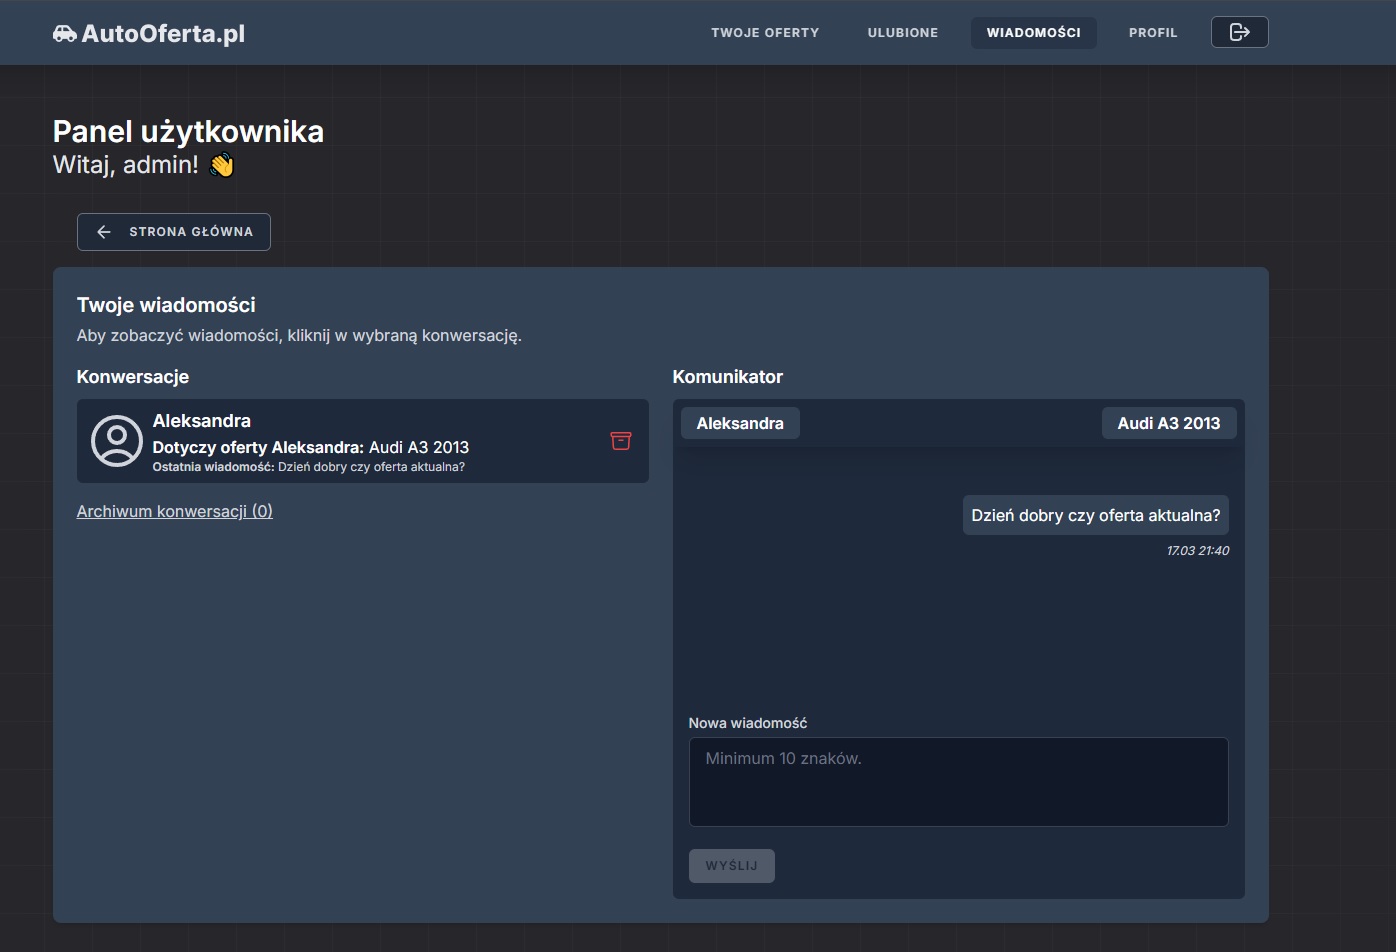 AutoOferta.pl
TWOJE OFERTY
ULUBIONE
WIADOMOŚCI
PROFIL
Panel użytkownika
Witaj, admin! 👋
STRONA GŁÓWNA
Twoje wiadomości
Aby zobaczyć wiadomości, kliknij w wybraną konwersację.
Konwersacje
Aleksandra
Dotyczy oferty Aleksandra: Audi A3 2013
Ostatnia wiadomość: Dzień dobry czy oferta aktualna?
Archiwum konwersacji (0)
Komunikator
Aleksandra
Audi A3 2013
Dzień dobry czy oferta aktualna?
17.03 21:40
Nowa wiadomość
Minimum 10 znaków.
WYŚLIJ